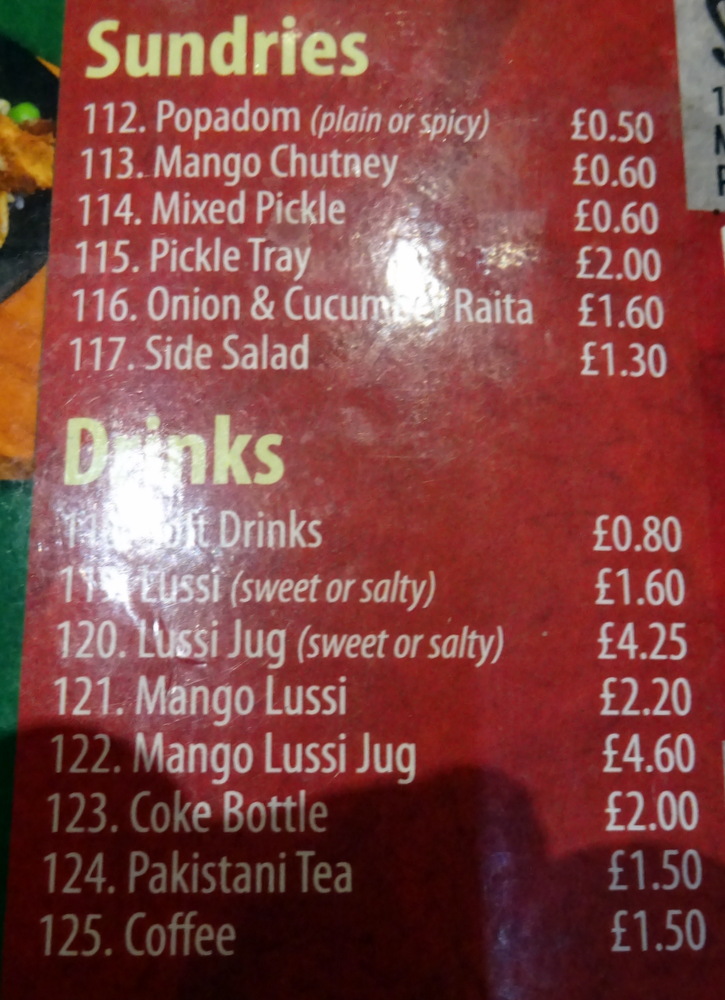 Sundries
112. Popadom (plain or spicy) £0.50
113. Mango Chutney £0.60
114. Mixed Pickle £0.60
115. Pickle Tray £2.00
116. Onion & Cucumber Raita £1.60
117. Side Salad £1.30
Drinks
118. Soft Drinks £0.80
119. Lussi (sweet or salty) £1.60
120. Lussi Jug (sweet or salty) £4.25
121. Mango Lussi £2.20
122. Mango Lussi Jug £4.60
123. Coke Bottle £2.00
124. Pakistani Tea £1.50
125. Coffee £1.50